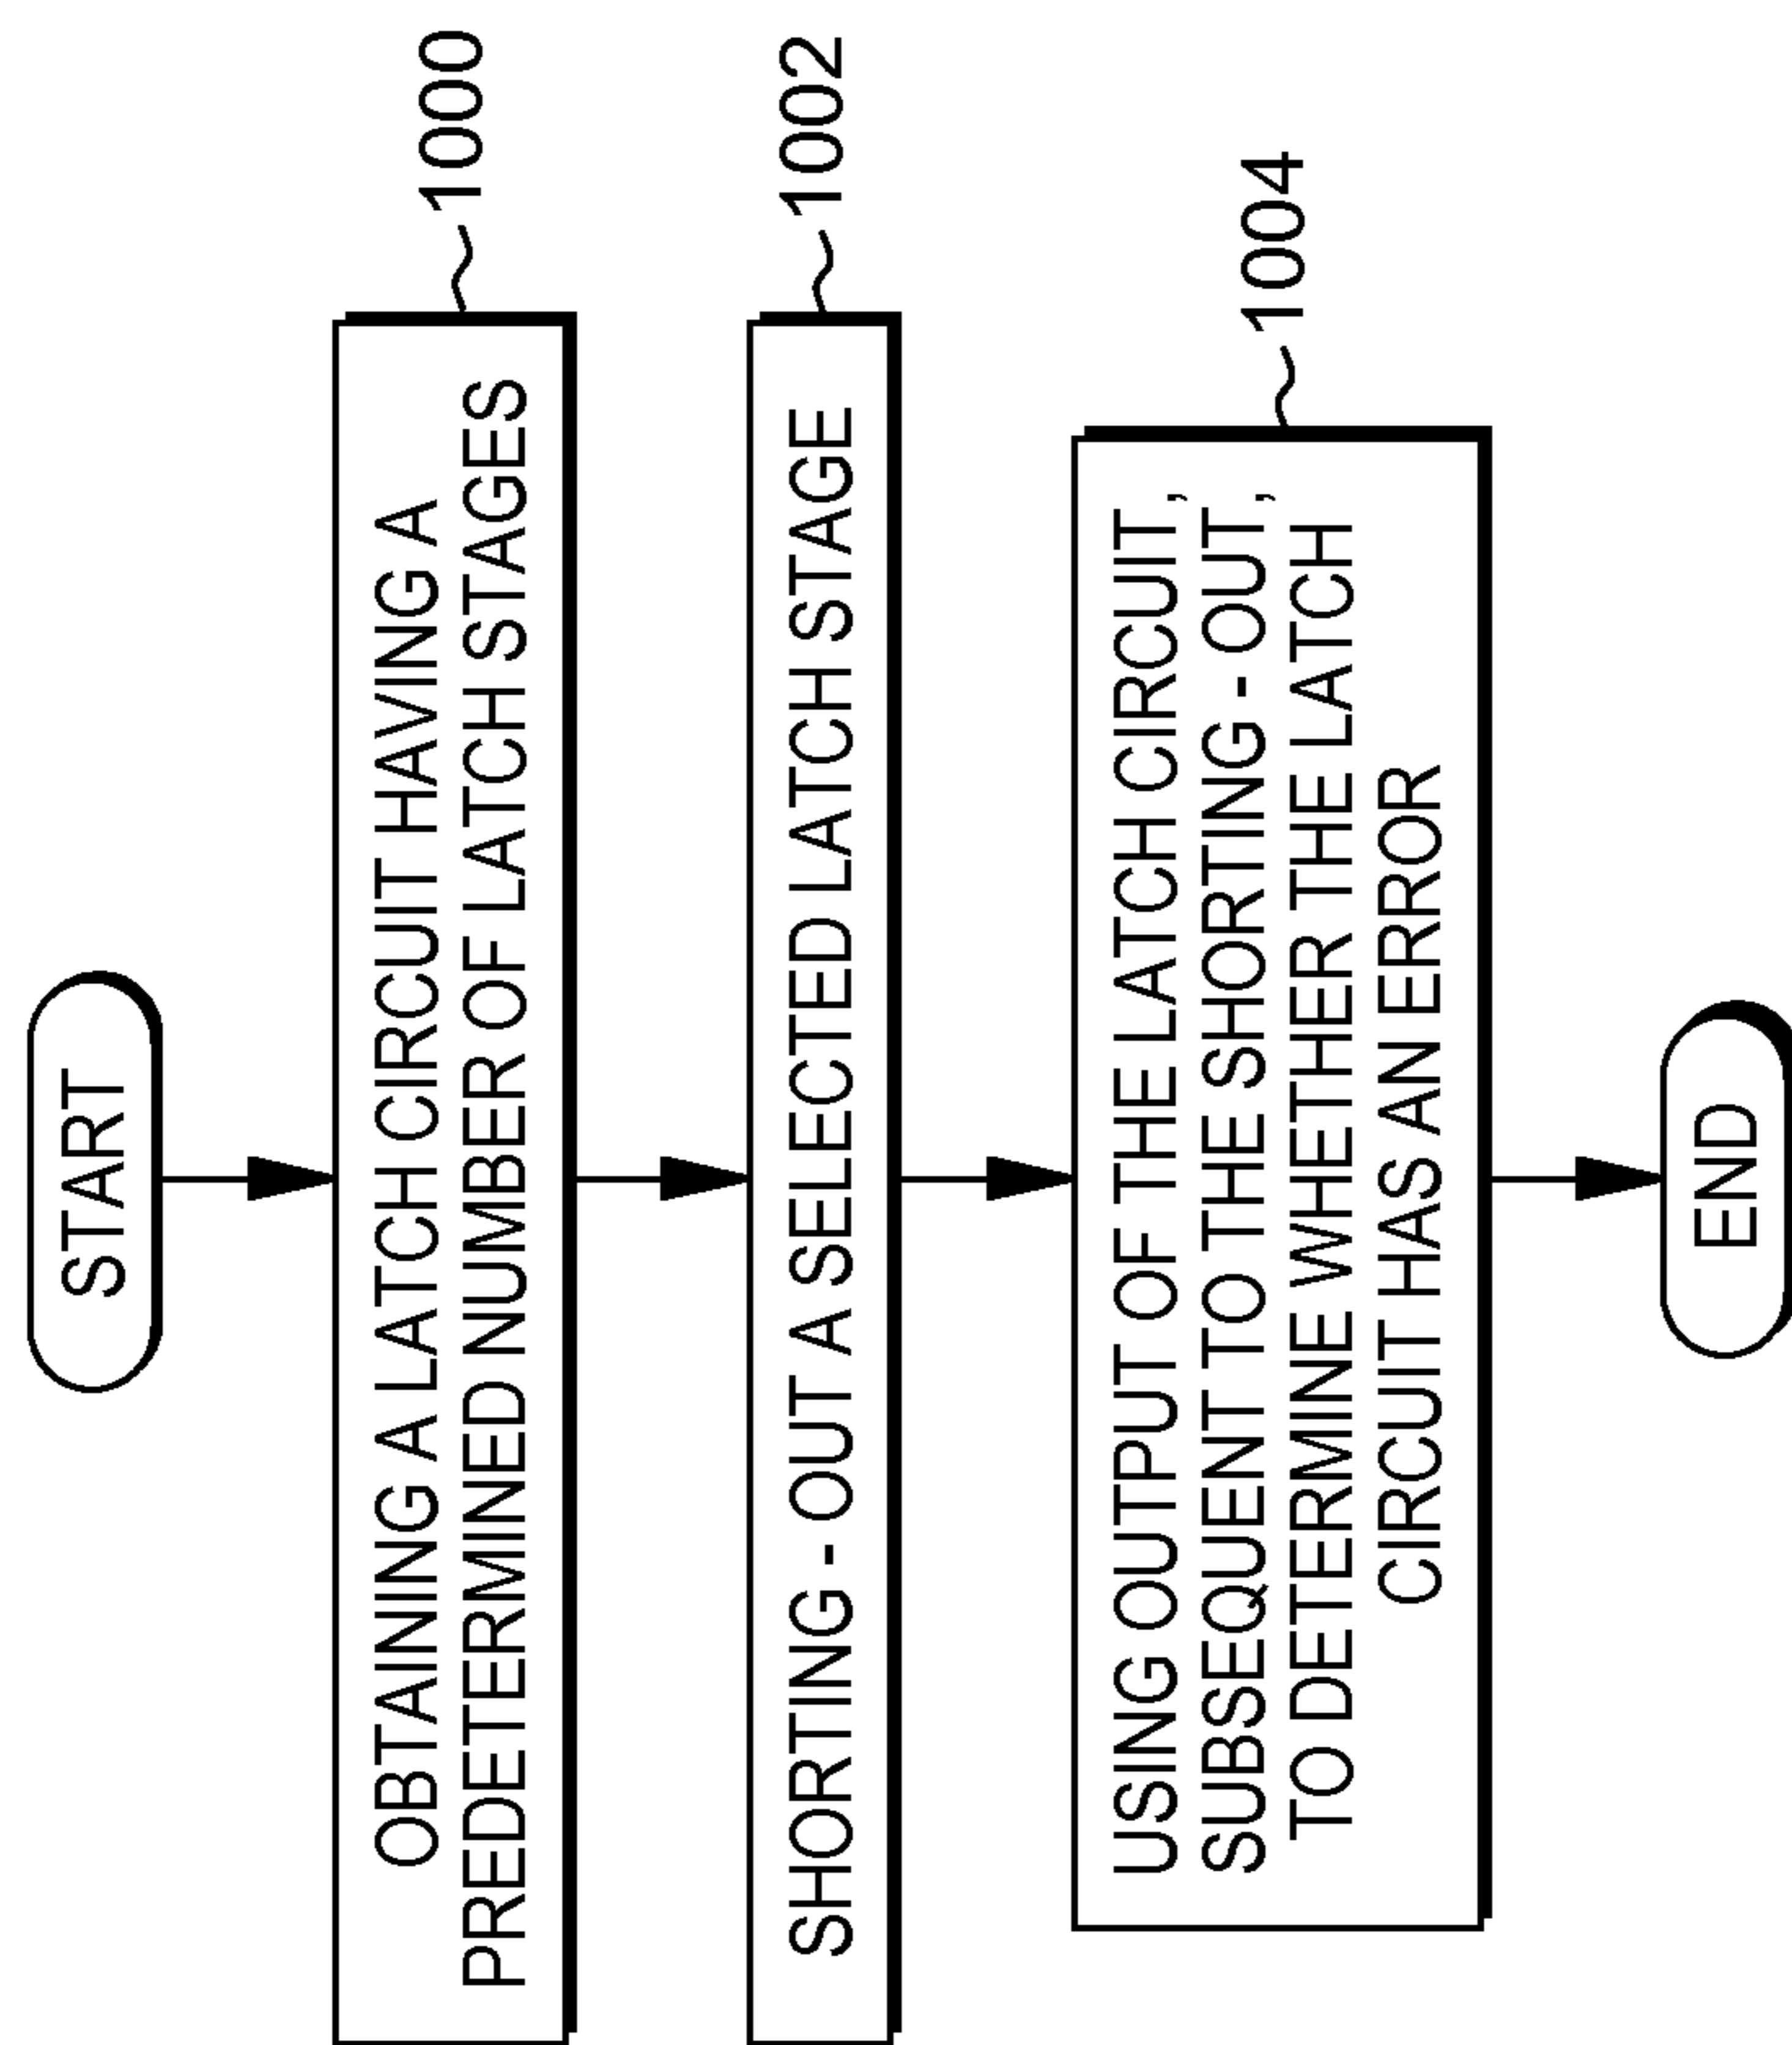 START
OBTAINING A LATCH CIRCUIT HAVING A
PREDETERMINED NUMBER OF LATCH STAGES
1000
SHORTING - OUT A SELECTED LATCH STAGE
1002
USING OUTPUT OF THE LATCH CIRCUIT,
SUBSEQUENT TO THE SHORTING - OUT,
TO DETERMINE WHETHER THE LATCH
CIRCUIT HAS AN ERROR
1004
END